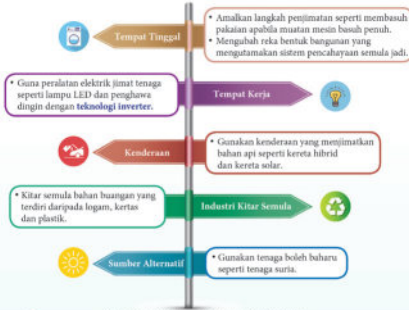 Tempat Tinggal
• Amalkan langkah penjimatan seperti membasuh
pakaian apabila muatan mesin basuh penuh.
• Mengubah reka bentuk bangunan yang
mengutamakan sistem pencahayaan semula jadi.
• Guna peralatan elektrik jimat tenaga
seperti lampu LED dan penghawa
dingin dengan teknologi inverter.
Tempat Kerja
Kenderaan
• Gunakan kenderaan yang menjimatkan
bahan api seperti kereta hibrid
dan kereta solar.
• Kitar semula bahan buangan yang
terdiri daripada logam, kertas
dan plastik.
Industri Kitar Semula
Sumber Alternatif
• Gunakan tenaga boleh baharu
seperti tenaga suria.